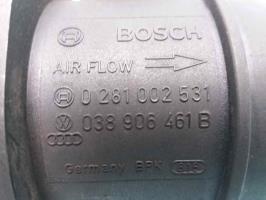 BOSCH
AIR FLOW
0 281 002 531
038 906 461 B
Germany BPK